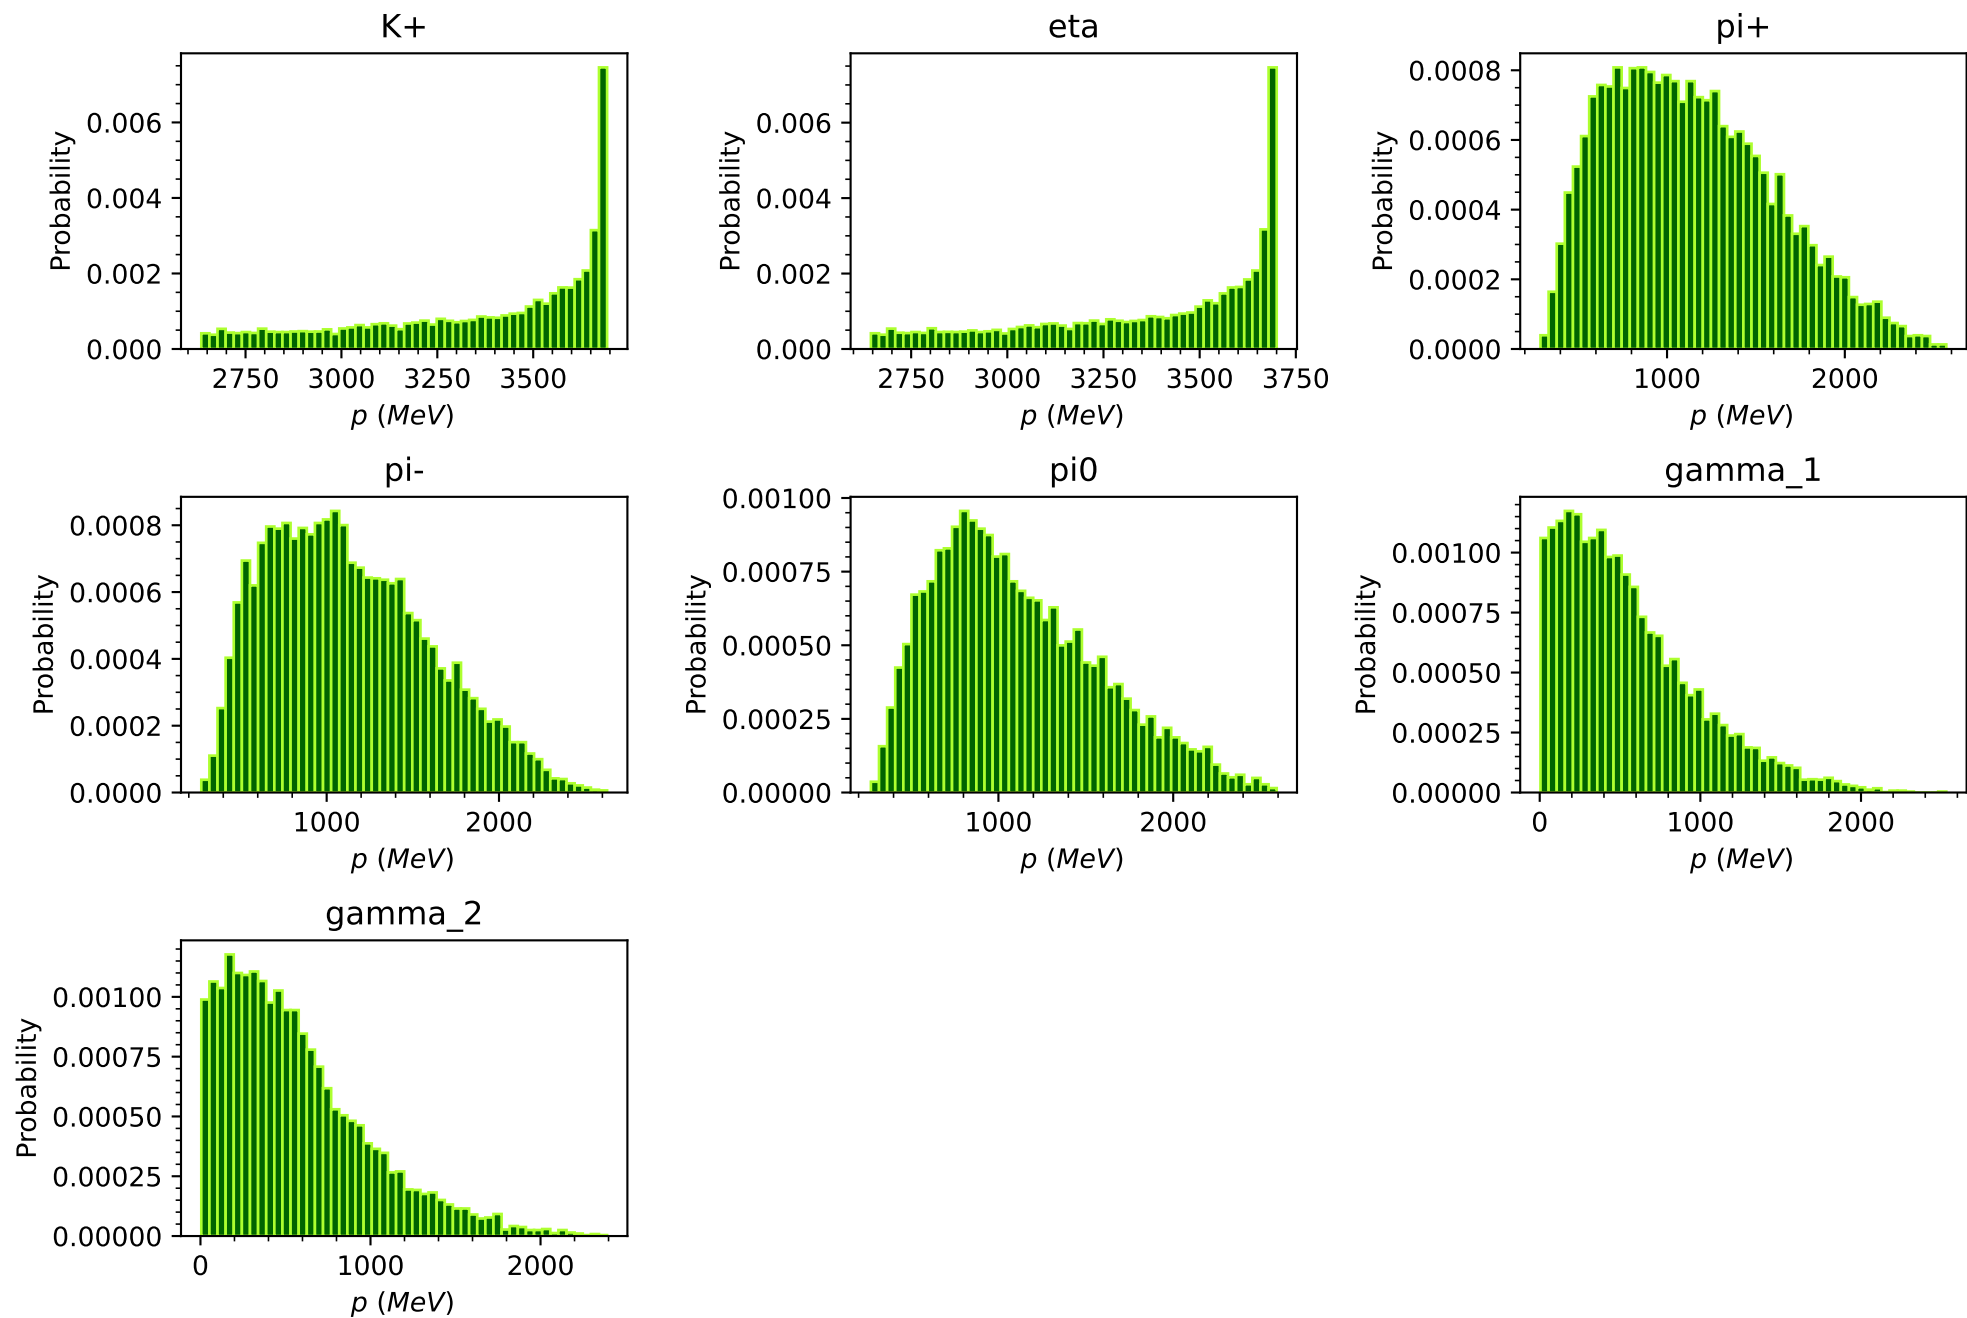 K+
0.006
0.004
0.002
0.000
Probability
2750 3000 3250 3500
p (MeV)
eta
0.006
0.004
0.002
0.000
Probability
2750 3000 3250 3500 3750
p (MeV)
pi+
0.0008
0.0006
0.0004
0.0002
0.0000
Probability
1000 2000
p (MeV)
pi-
0.0008
0.0006
0.0004
0.0002
0.0000
Probability
1000 2000
p (MeV)
pi0
0.00100
0.00075
0.00050
0.00025
0.00000
Probability
1000 2000
p (MeV)
gamma_1
0.00100
0.00075
0.00050
0.00025
0.00000
Probability
0 1000 2000
p (MeV)
gamma_2
0.00100
0.00075
0.00050
0.00025
0.00000
Probability
0 1000 2000
p (MeV)